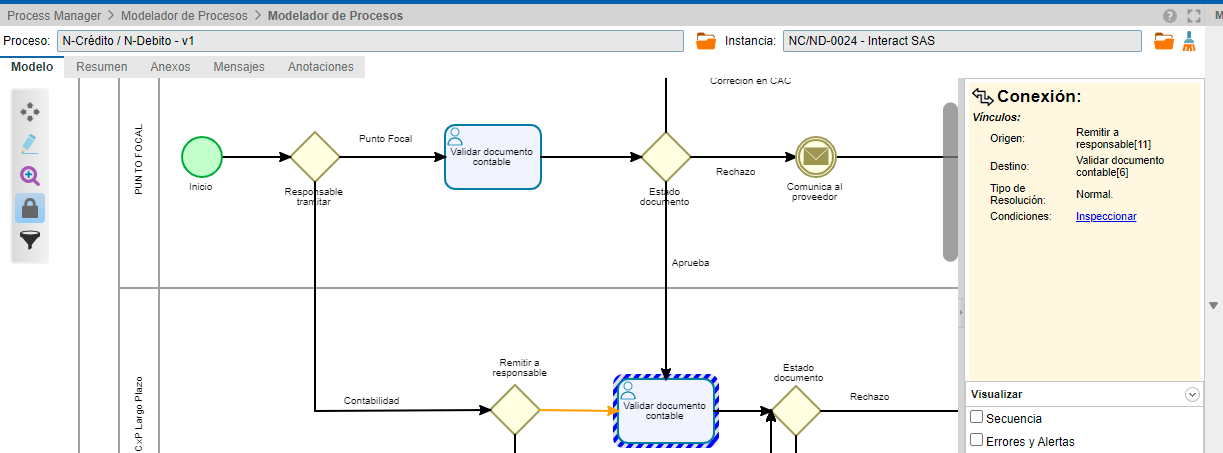 Process Manager > Modelador de Procesos > Modelador de Procesos
M
Proceso: N-Crédito / N-Debito - v1 Instancia: NC/ND-0024 - Interact SAS
Modelo Resumen Anexos Mensajes Anotaciones
PUNTO FOCAL
Correcion en CAC
Punto Focal
Validar documento
contable
Inicio
Responsable
tramitar
Estado
documento
Rechazo
Comunica al
proveedor
Aprueba
CxP Largo Plazo
Remitir a
responsable
Contabilidad
Validar documento
contable
Estado
documento
Rechazo
Conexión:
Vínculos:
Origen: Remitir a
responsable[11]
Destino: Validar documento
contable[6]
Tipo de
Resolución: Normal.
Condiciones: Inspeccionar
Visualizar
Secuencia
Errores y Alertas